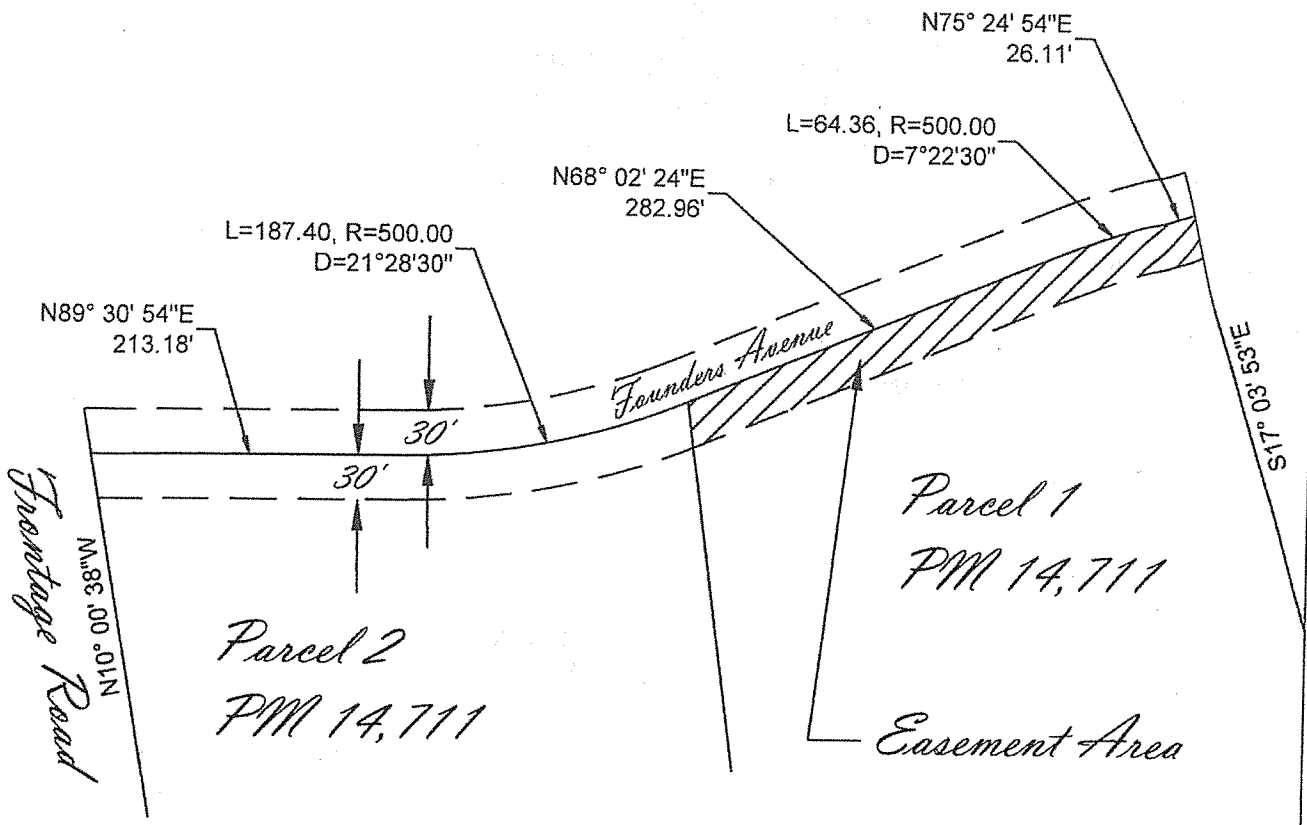 N75° 24' 54"E
26.11'
L=64.36, R=500.00
D=7°22'30"
N68° 02' 24"E
282.96'
L=187.40, R=500.00
D=21°28'30"
N89° 30' 54"E
213.18'
Founders Avenue
30'
30'
S17° 03' 53"E
Frontage Road
N10° 00' 38"W
Parcel 1
PM 14,711
Parcel 2
PM 14,711
Easement Area